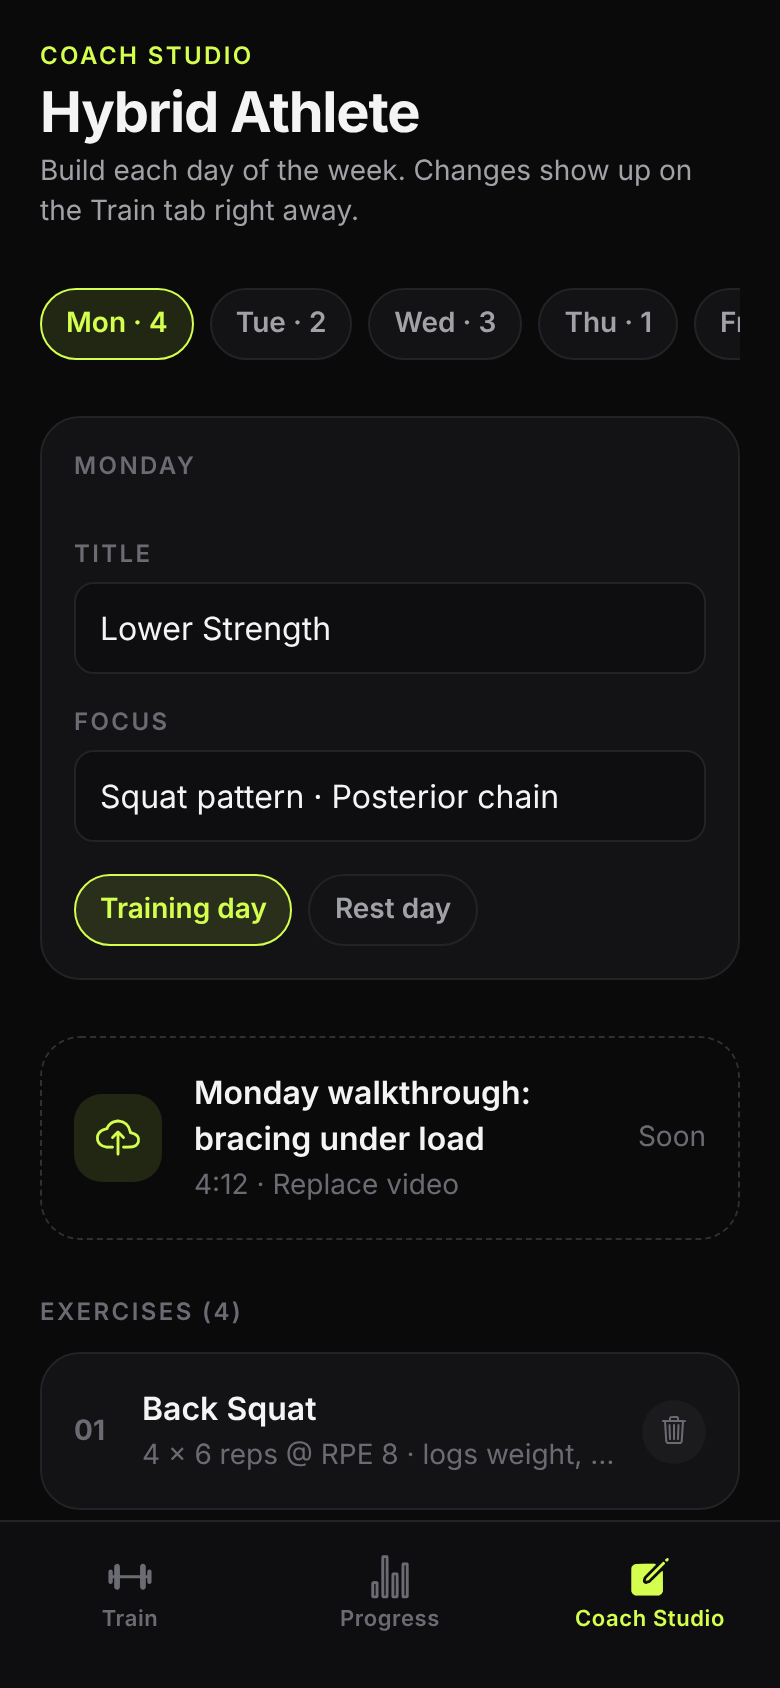 COACH STUDIO
Hybrid Athlete
Build each day of the week. Changes show up on
the Train tab right away.
Mon · 4
Tue · 2
Wed · 3
Thu · 1
MONDAY
TITLE
Lower Strength
FOCUS
Squat pattern · Posterior chain
Training day
Rest day
Monday walkthrough:
bracing under load
4:12 · Replace video
Soon
EXERCISES (4)
01
Back Squat
4 × 6 reps @ RPE 8 · logs weight, ...
Train
Progress
Coach Studio